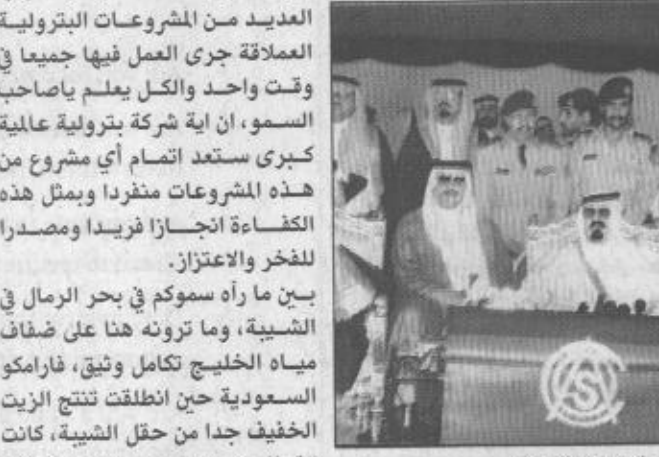 العديد من المشروعات البترولية
العملاقة جرى العمل فيها جميعا في
وقت واحد والكل يعلم ياصاحب
السمو، ان اية شركة بترولية عالمية
كبرى ستعد اتمام أي مشروع من
هذه المشروعات منفردا وبمثل هذه
الكفاءة انجازا فريدا ومصدرا
للفخر والاعتزاز.
بين ما رآه سموكم في بحر الرمال في
الشيبة، وما ترونه هنا على ضفاف
مياه الخليج تكامل وثيق، فارامكو
السعودية حين انطلقت تنتج الزيت
الخفيف جدا من حقل الشيبة، كانت